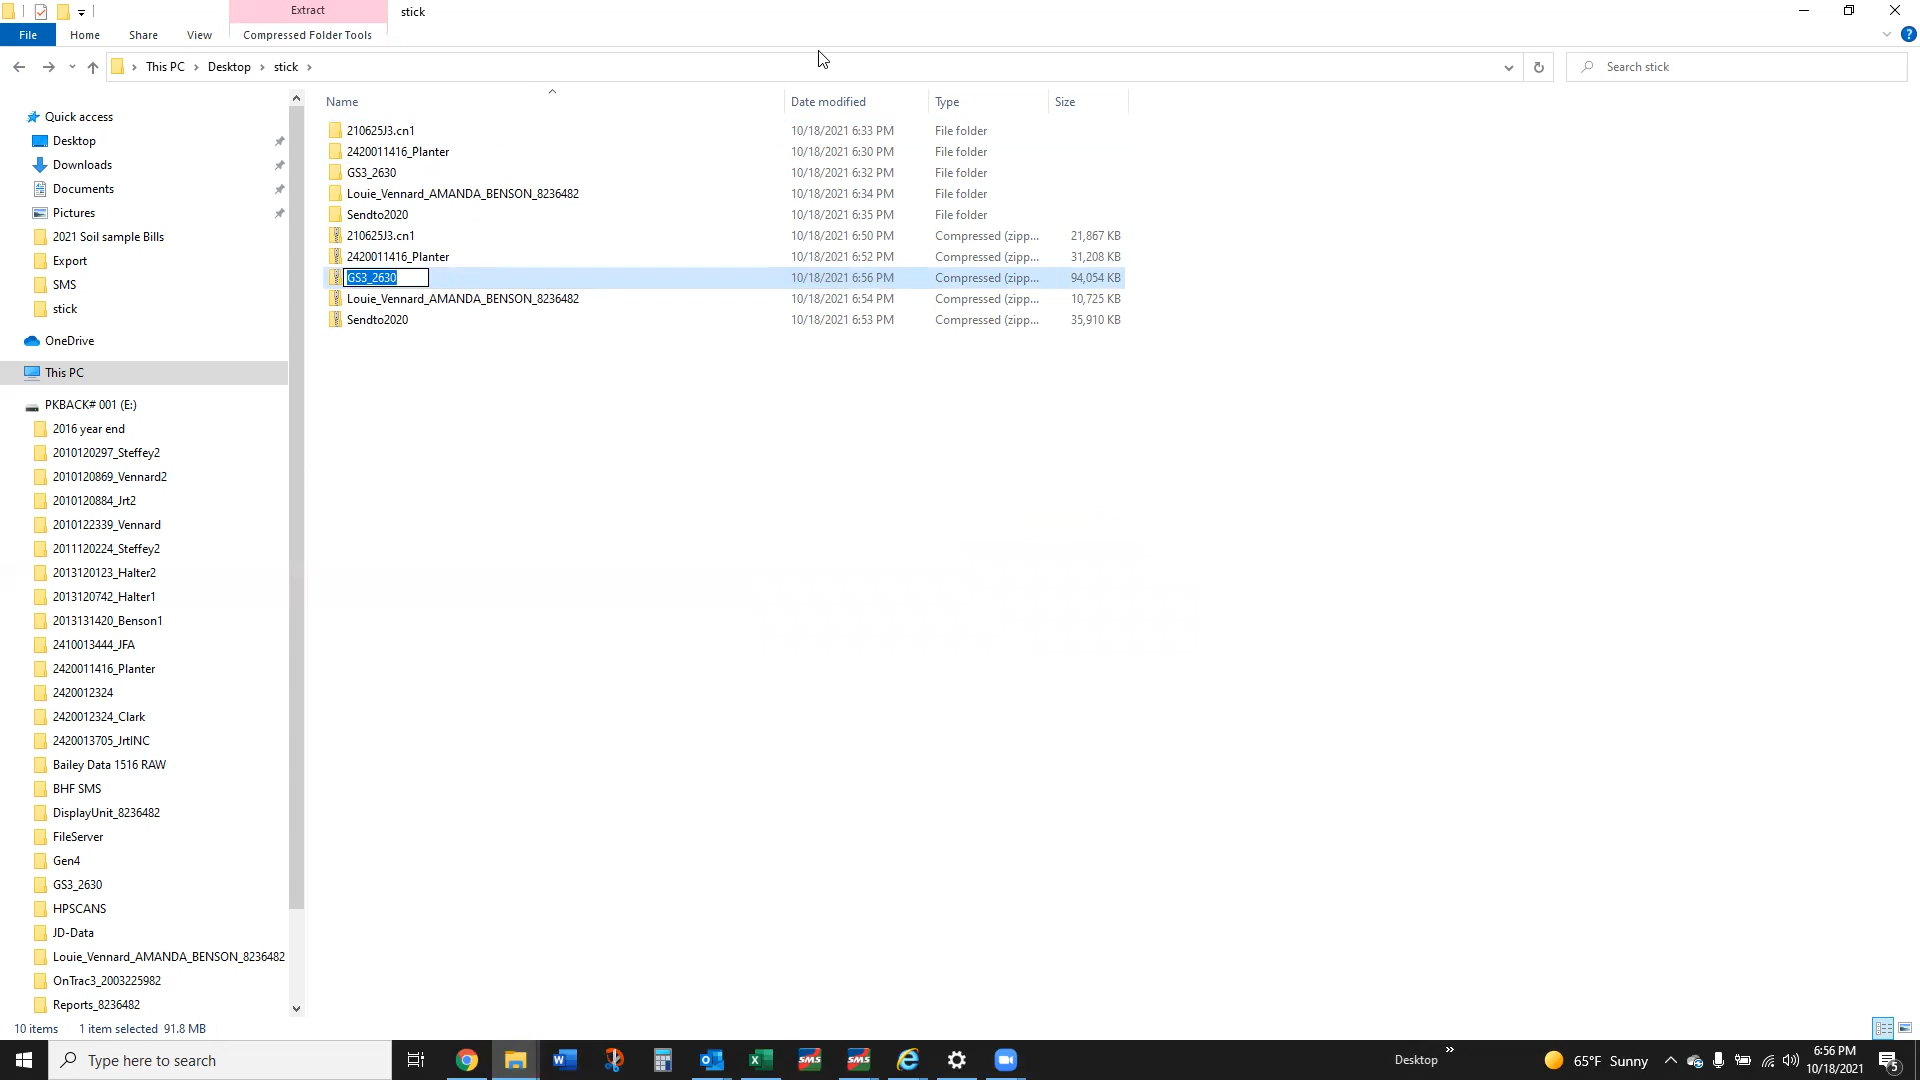 Extract
stick
File
Home
Share
View
Compressed Folder Tools
This PC
Desktop
stick
Search stick
Name
Date modified
Type
Size
210625J3.cn1 10/18/2021 6:33 PM File folder
2420011416_Planter 10/18/2021 6:30 PM File folder
GS3_2630 10/18/2021 6:32 PM File folder
Louie_Vennard_AMANDA_BENSON_8236482 10/18/2021 6:34 PM File folder
Sendto2020 10/18/2021 6:35 PM File folder
210625J3.cn1 10/18/2021 6:50 PM Compressed (zipp... 21,867 KB
2420011416_Planter 10/18/2021 6:52 PM Compressed (zipp... 31,208 KB
GS3_2630 10/18/2021 6:56 PM Compressed (zipp... 94,054 KB
Louie_Vennard_AMANDA_BENSON_8236482 10/18/2021 6:54 PM Compressed (zipp... 10,725 KB
Sendto2020 10/18/2021 6:53 PM Compressed (zipp... 35,910 KB
Quick access
Desktop
Downloads
Documents
Pictures
2021 Soil sample Bills
Export
SMS
stick
OneDrive
This PC
PKBACK# 001 (E:)
2016 year end
2010120297_Steffey2
2010120869_Vennard2
2010120884_Jrt2
2010122339_Vennard
2011120224_Steffey2
2013120123_Halter2
2013120742_Halter1
2013131420_Benson1
2410013444_JFA
2420011416_Planter
2420012324
2420012324_Clark
2420013705_JrtINC
Bailey Data 1516 RAW
BHF SMS
DisplayUnit_8236482
FileServer
Gen4
GS3_2630
HPSCANS
JD-Data
Louie_Vennard_AMANDA_BENSON_8236482
OnTrac3_2003225982
Reports_8236482
10 items 1 item selected 91.8 MB
Type here to search
SMS
SMS
Desktop
65°F Sunny
6:56 PM
10/18/2021
5